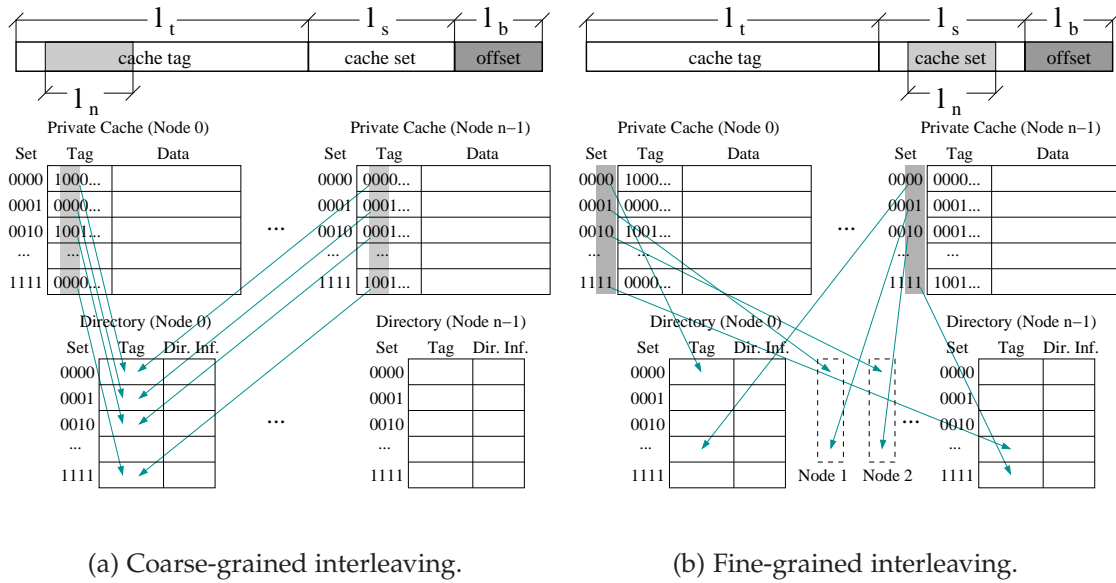 l t l s l b
cache tag cache set offset
l n
Private Cache (Node 0) Private Cache (Node n−1)
Set Tag Data Set Tag Data
0000 1000... 0000 0000...
0001 0000... 0001 0001...
0010 1001... ... 0010 0001...
... ... ... ...
1111 0000... 1111 1001...
Directory (Node 0) Directory (Node n−1)
Set Tag Dir. Inf. Set Tag Dir. Inf.
0000 0000
0001 0001
0010 ... 0010
... ...
1111 1111
(a) Coarse-grained interleaving.
l t l s l b
cache tag cache set offset
l n
Private Cache (Node 0) Private Cache (Node n−1)
Set Tag Data Set Tag Data
0000 1000... 0000 0000...
0001 0000... 0001 0001...
0010 1001... ... 0010 0001...
... ... ... ...
1111 0000... 1111 1001...
Directory (Node 0) Directory (Node n−1)
Set Tag Dir. Inf. Set Tag Dir. Inf.
0000 0000
0001 0001
0010 ... 0010
... ...
1111 Node 1 Node 2 1111
(b) Fine-grained interleaving.